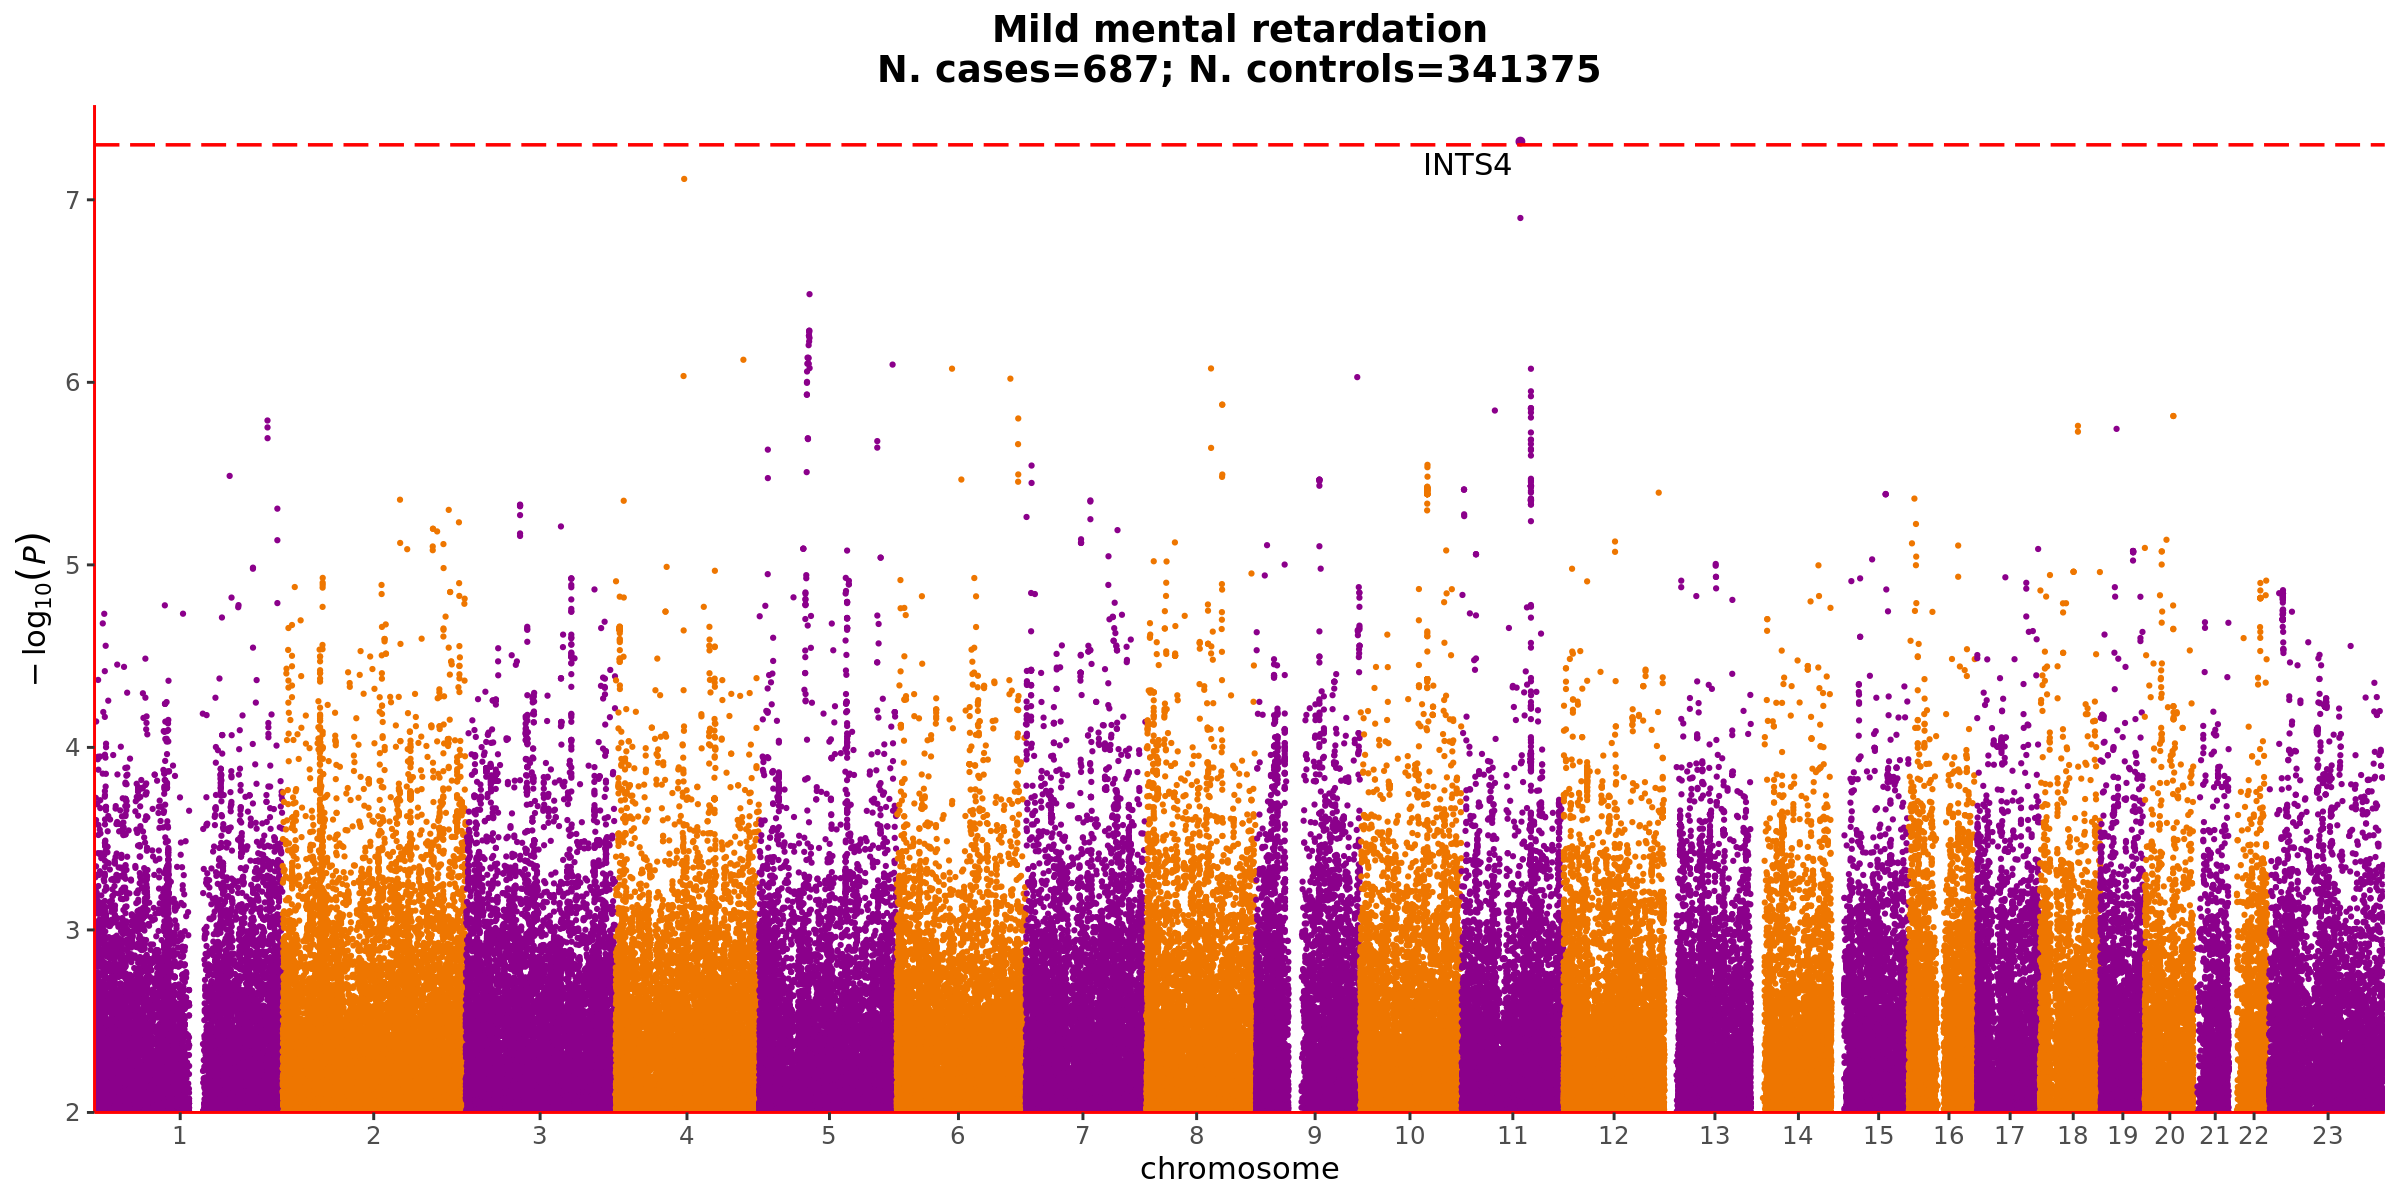 Mild mental retardation
N. cases=687; N. controls=341375
INTS4
− log10(P)
7
6
5
4
3
2
1 2 3 4 5 6 7 8 9 10 11 12 13 14 15 16 17 18 19 20 21 22 23
chromosome